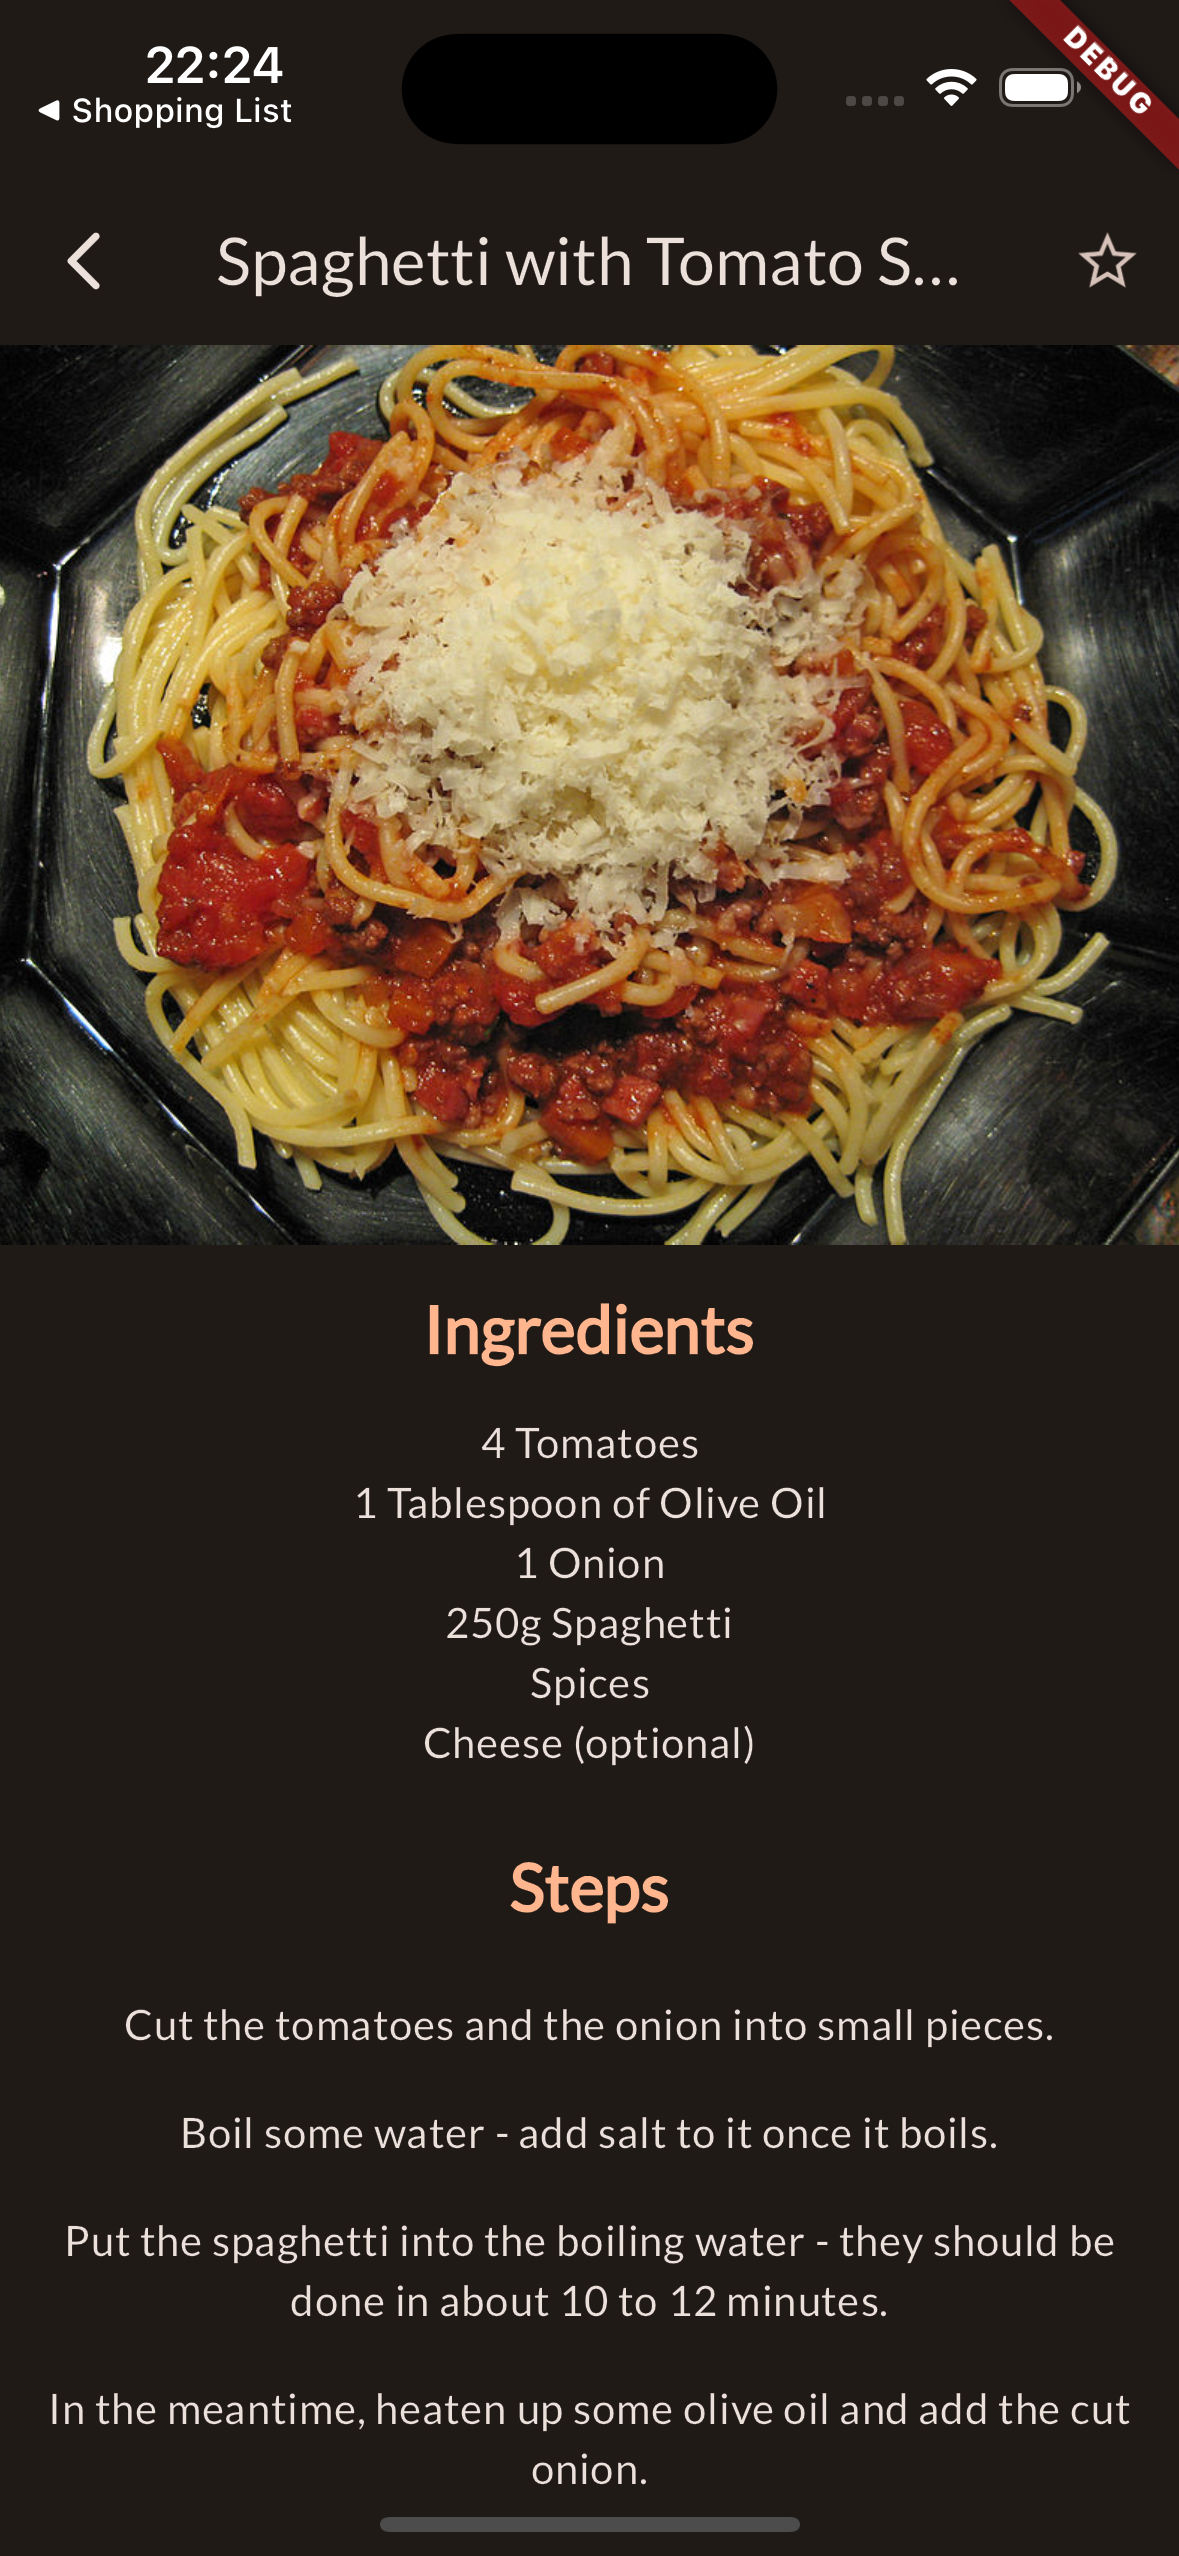 22:24
DEBUG
◀ Shopping List
Spaghetti with Tomato S...
Ingredients
4 Tomatoes
1 Tablespoon of Olive Oil
1 Onion
250g Spaghetti
Spices
Cheese (optional)
Steps
Cut the tomatoes and the onion into small pieces.
Boil some water - add salt to it once it boils.
Put the spaghetti into the boiling water - they should be
done in about 10 to 12 minutes.
In the meantime, heaten up some olive oil and add the cut
onion.